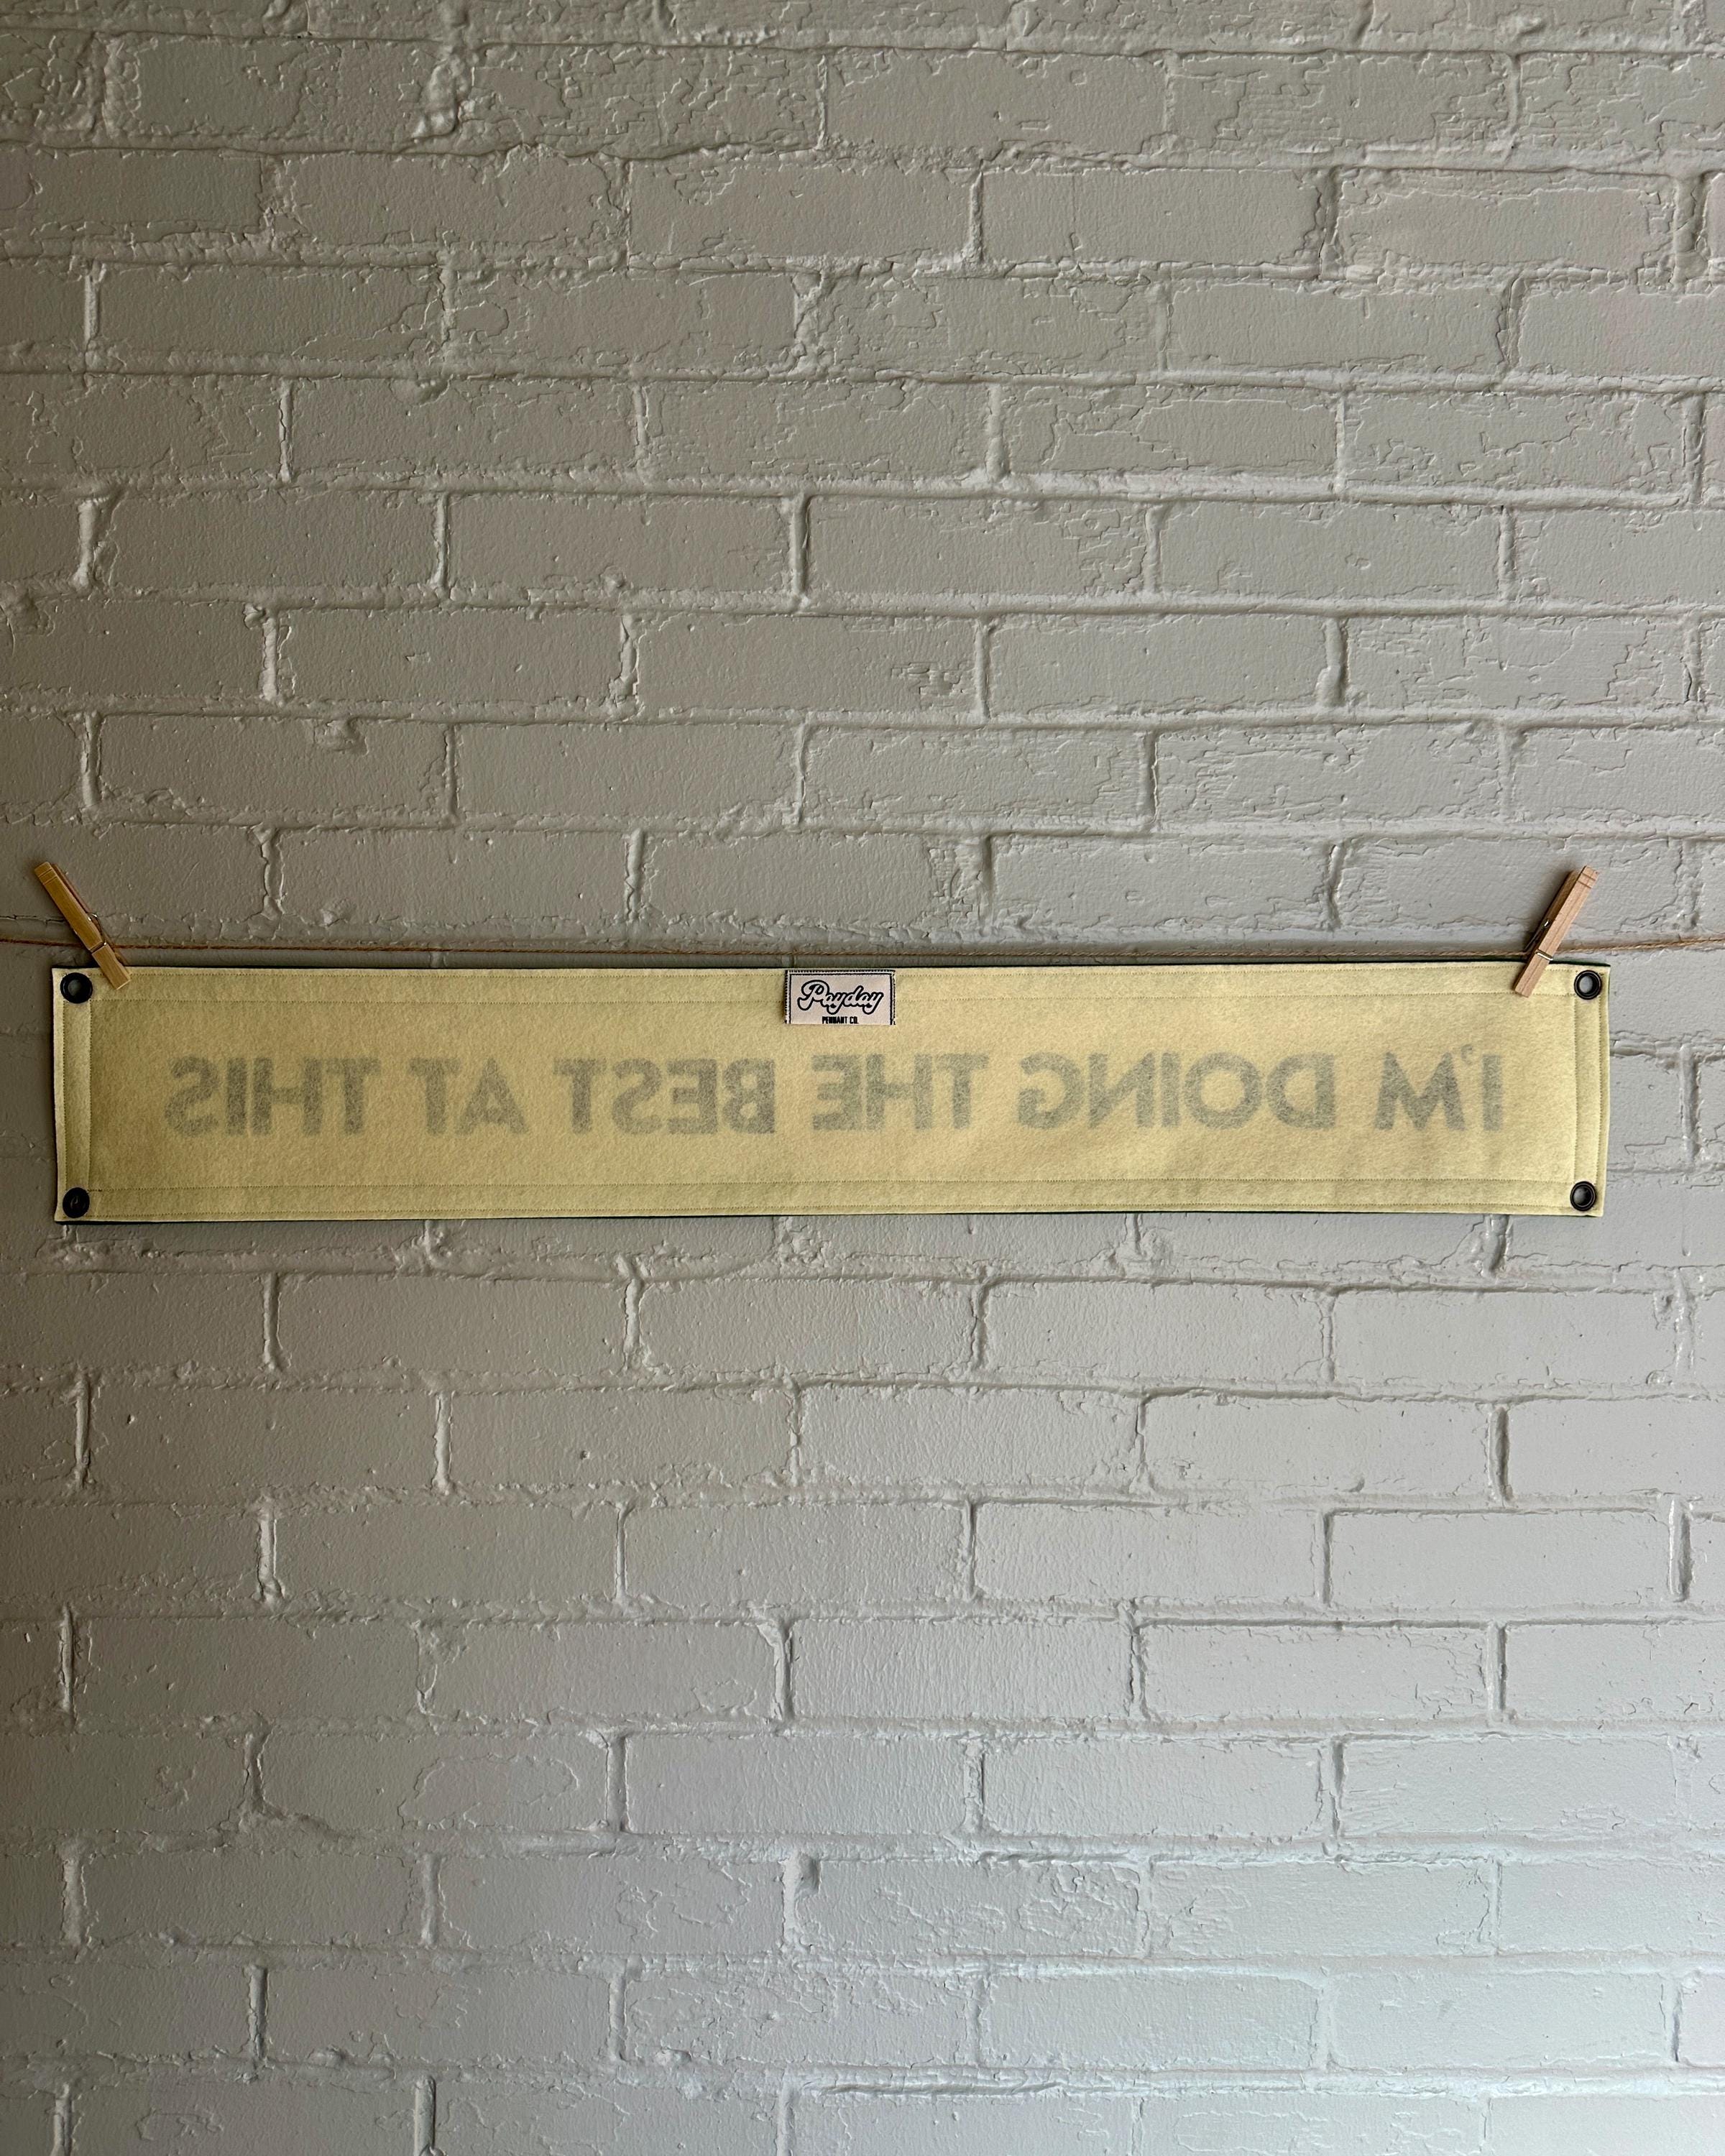 Payday
PENNANT CO.
I'M DOING THE BEST AT THIS